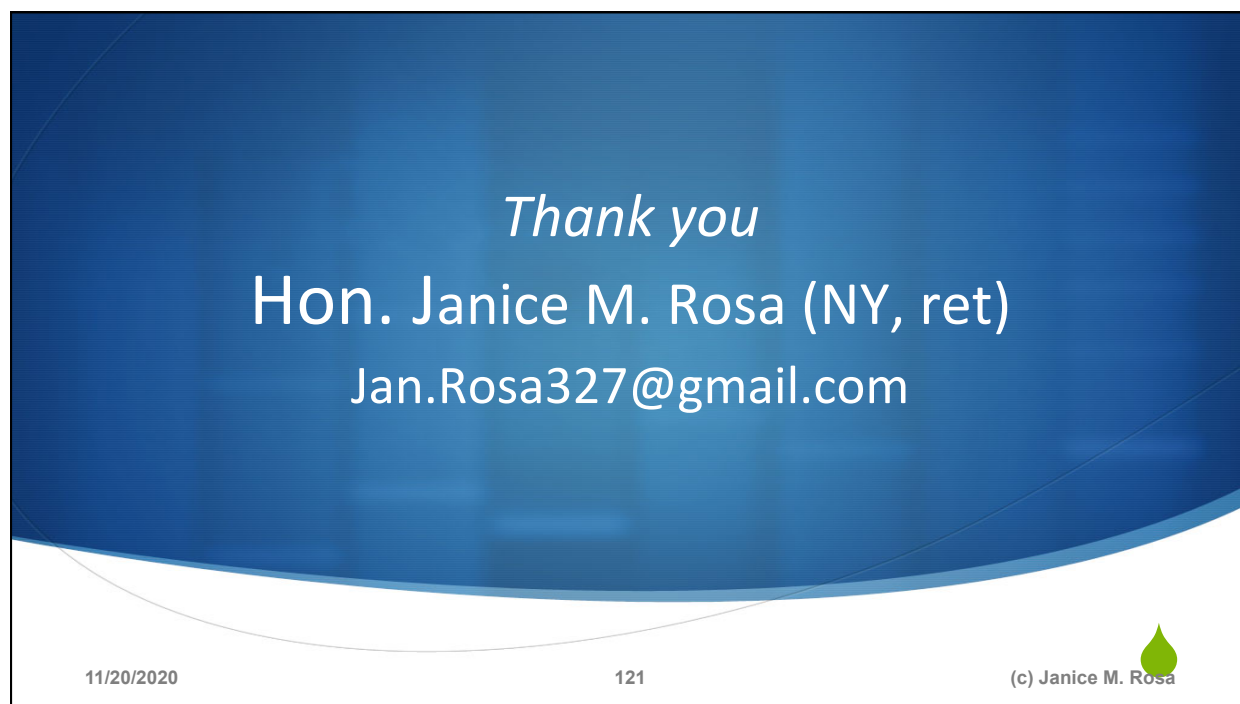 Thank you
Hon. Janice M. Rosa (NY, ret)
Jan.Rosa327@gmail.com
11/20/2020 121 (c) Janice M. Rosa